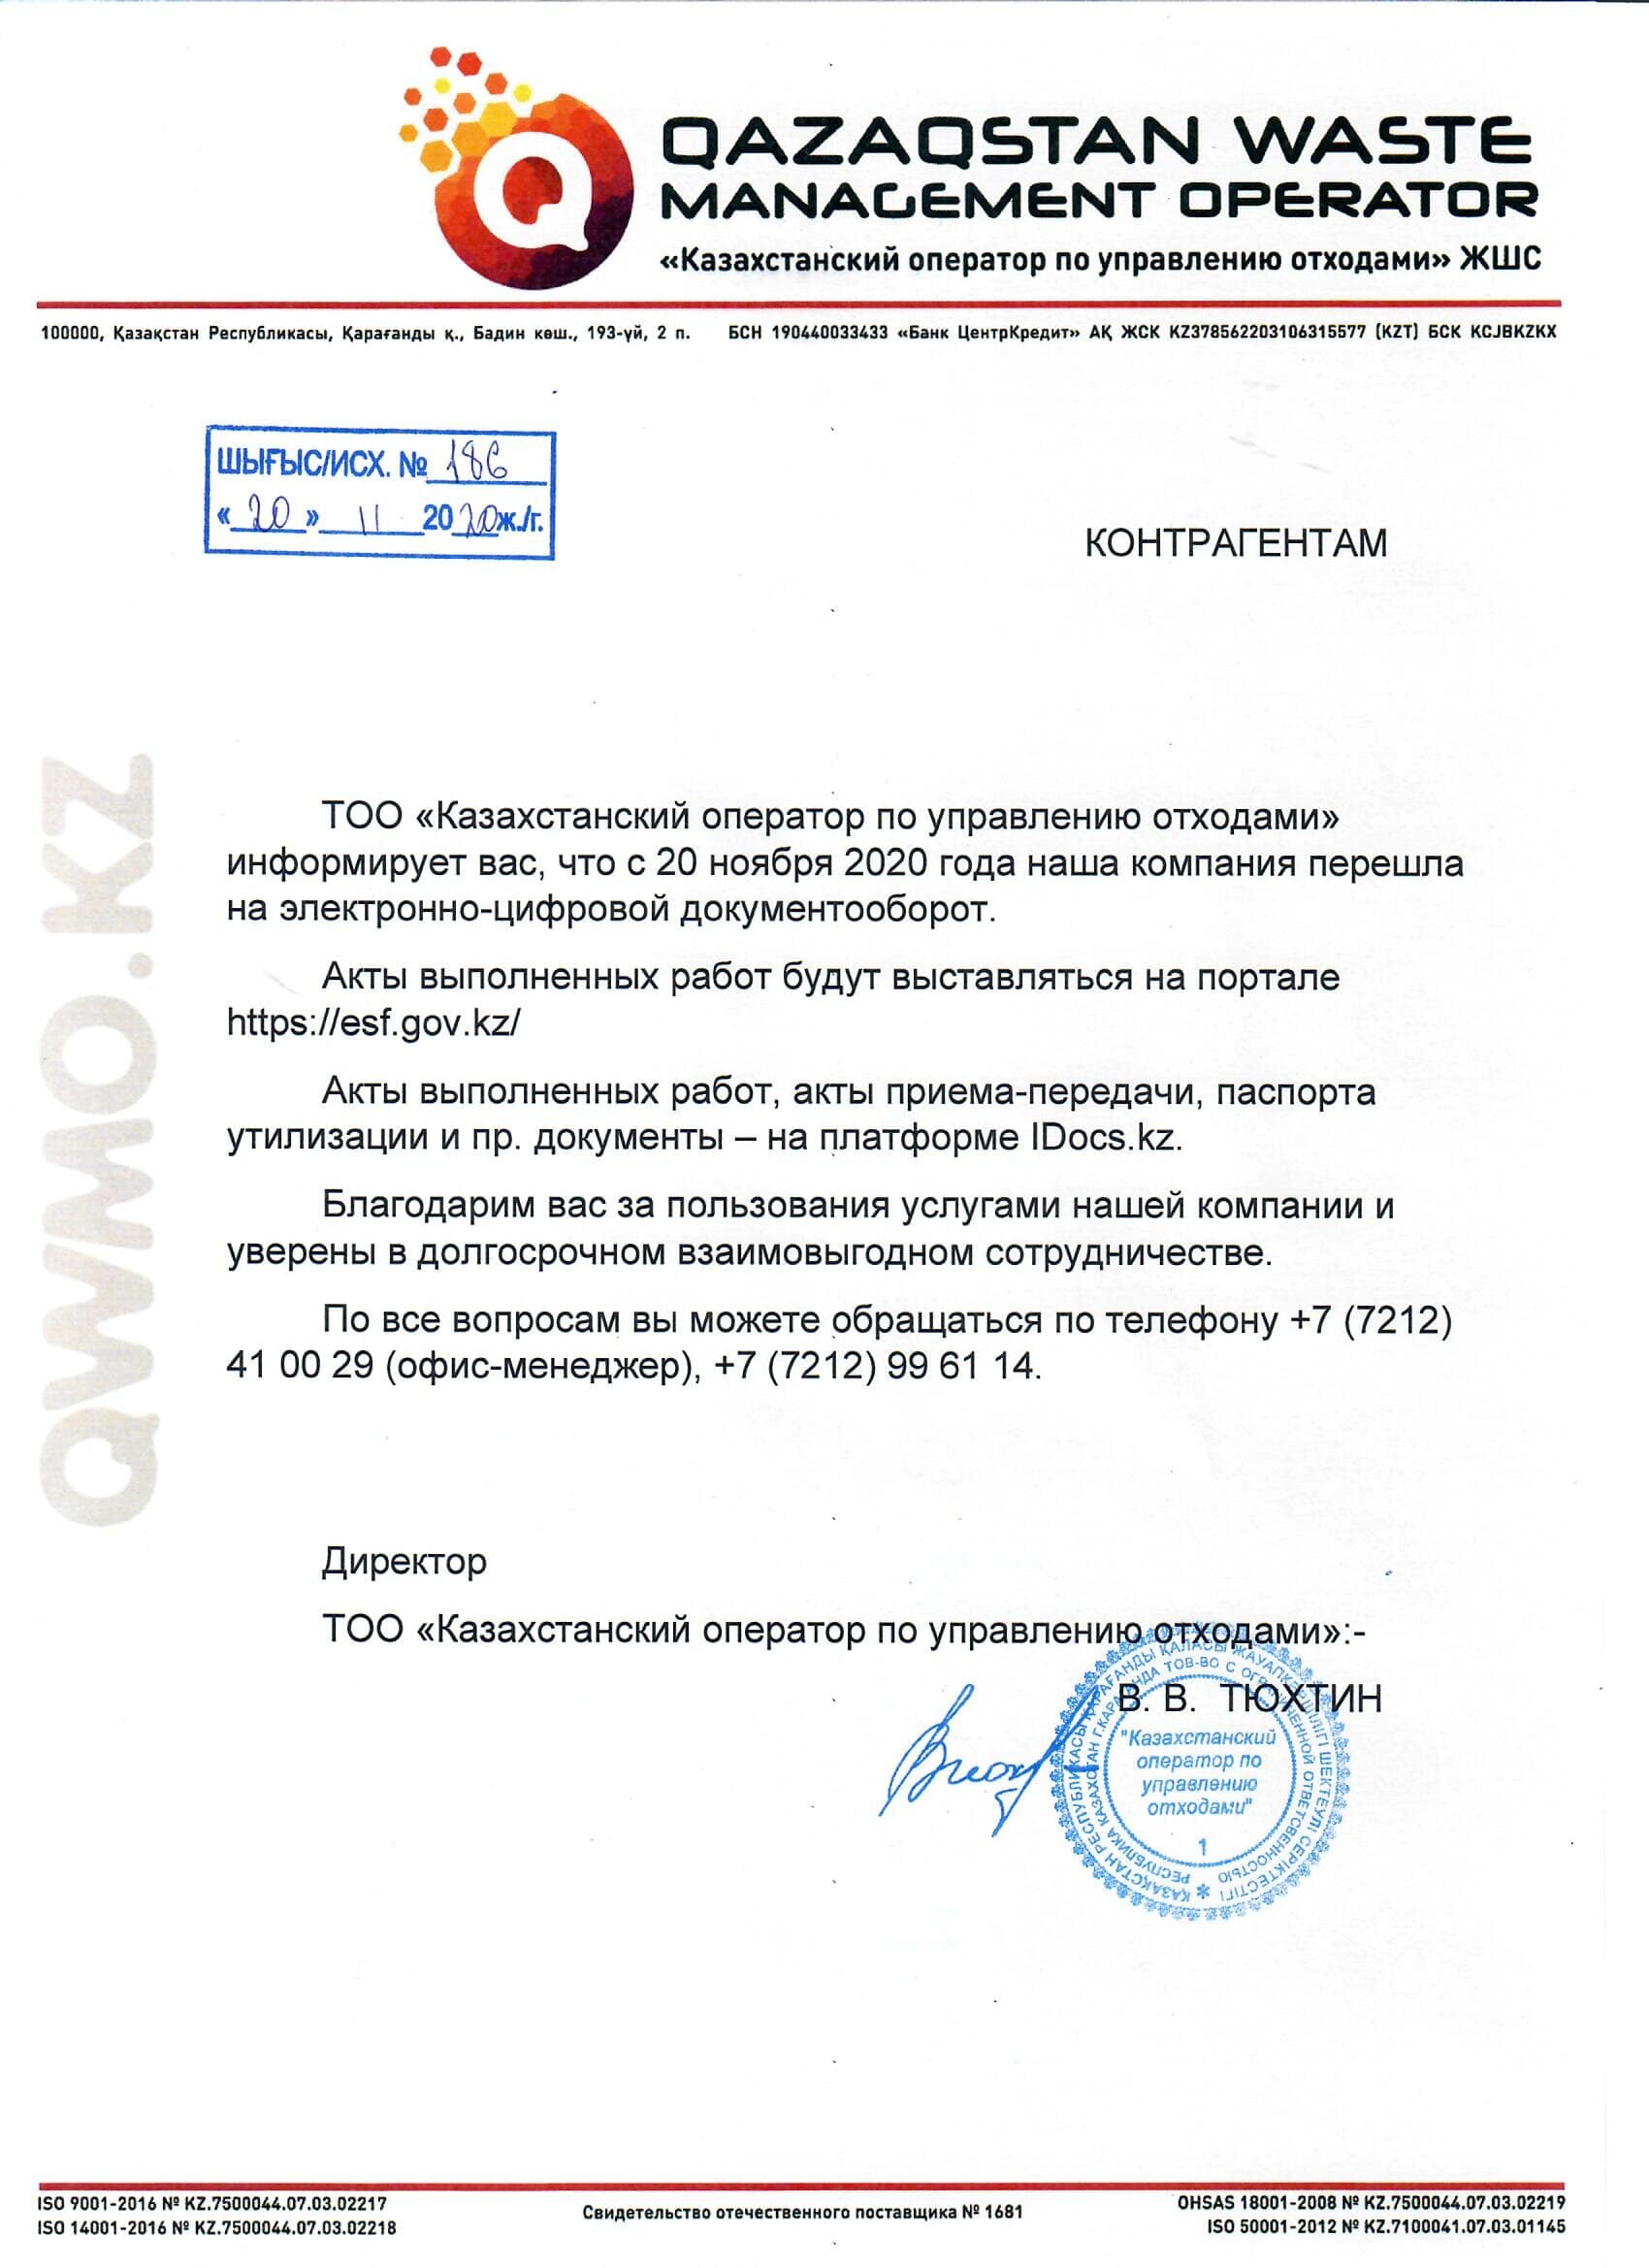 QAZAQSTAN WASTE
MANAGEMENT OPERATOR
«Казахстанский оператор по управлению отходами» ЖШС
100000, Қазақстан Республикасы, Қарағанды қ., Бадин көш., 193-үй, 2 п. БСН 190440033433 «Банк ЦентрКредит» АҚ ЖСК KZ378562203106315577 (KZT) БСК KCJBKZKX
ШЫҒЫС/ИСХ. № 186
«20» 11 2020ж./г.
КОНТРАГЕНТАМ
QWMO.KZ
ТОО «Казахстанский оператор по управлению отходами»
информирует вас, что с 20 ноября 2020 года наша компания перешла
на электронно-цифровой документооборот.
Акты выполненных работ будут выставляться на портале
https://esf.gov.kz/
Акты выполненных работ, акты приема-передачи, паспорта
утилизации и пр. документы – на платформе IDocs.kz.
Благодарим вас за пользования услугами нашей компании и
уверены в долгосрочном взаимовыгодном сотрудничестве.
По все вопросам вы можете обращаться по телефону +7 (7212)
41 00 29 (офис-менеджер), +7 (7212) 99 61 14.
Директор
ТОО «Казахстанский оператор по управлению отходами»:-
В. В. ТЮХТИН
ҚАЗАҚСТАН РЕСПУБЛИКАСЫ ҚАРАҒАНДЫ ҚАЛАСЫ ЖАУАПКЕРШІЛІГІ ШЕКТЕУЛІ СЕРІКТЕСТІГІ
РЕСПУБЛИКА КАЗАХСТАН Г.КАРАГАНДА ТОВ-ВО С ОГРАНИЧЕННОЙ ОТВЕТСВЕННОСТЬЮ
"Казахстанский
оператор по
управлению
отходами"
1
ISO 9001-2016 № KZ.7500044.07.03.02217
ISO 14001-2016 № KZ.7500044.07.03.02218
Свидетельство отечественного поставщика № 1681
OHSAS 18001-2008 № KZ.7500044.07.03.02219
ISO 50001-2012 № KZ.7100041.07.03.01145